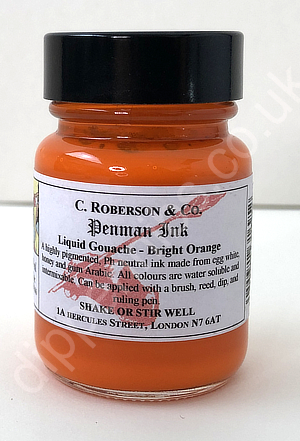 C. ROBERSON & CO.
Penman Ink
Liquid Gouache - Bright Orange
A highly pigmented, Ph neutral ink made from egg white,
honey and gum Arabic. All colours are water soluble and
intermixable. Can be applied with a brush, reed, dip, and
ruling pen.
SHAKE OR STIR WELL
1A HERCULES STREET, LONDON N7 6AT